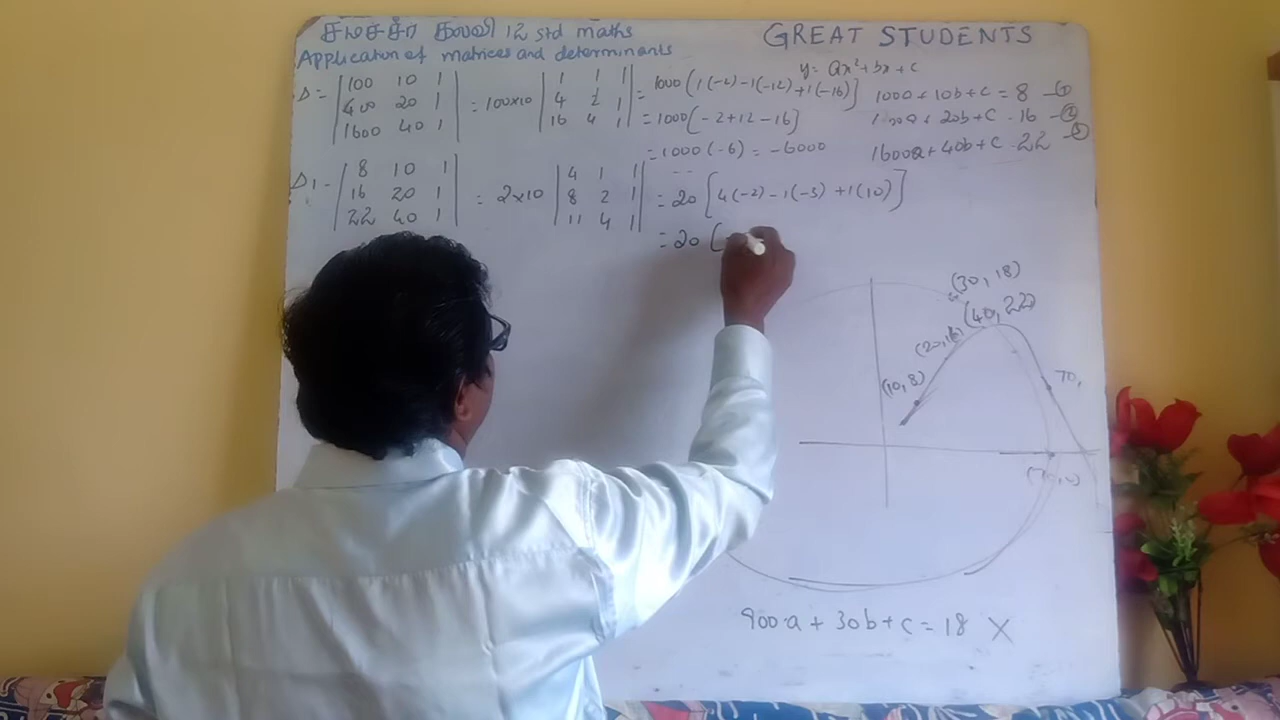 சமச்சீர் கல்வி 12 std maths
GREAT STUDENTS
Application of matrices and determinants
y = ax² + bx + c
Δ = | 100 10 1 | = 100×10 | 1 1 1 | = 1000 (1(-2) -1(-12) +1(-16)]
| 400 20 1 | | 4 2 1 | = 1000 (-2+12-16]
| 1600 40 1 | | 16 4 1 | = 1000 (-6) = -6000
100a + 10b + c = 8 - ①
20b + c = 16 - ②
1600a + 40b + c = 22 - ③
Δ₁ = | 8 10 1 | = 2×10 | 4 1 1 | = 20 [4(-2) -1(-3) +1(10)]
| 16 20 1 | | 8 2 1 |
| 22 40 1 | | 11 4 1 |
= 20 (
(30, 18)
(40, 22)
(20, 16)
(10, 8)
70,
900a + 30b + c = 18 X